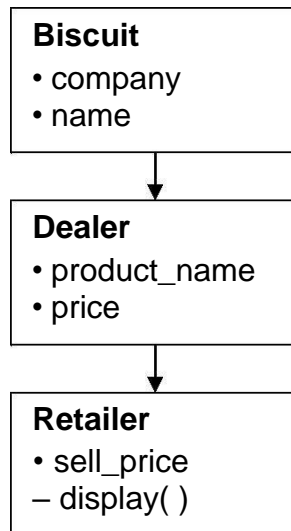 Biscuit
• company
• name
Dealer
• product_name
• price
Retailer
• sell_price
– display( )